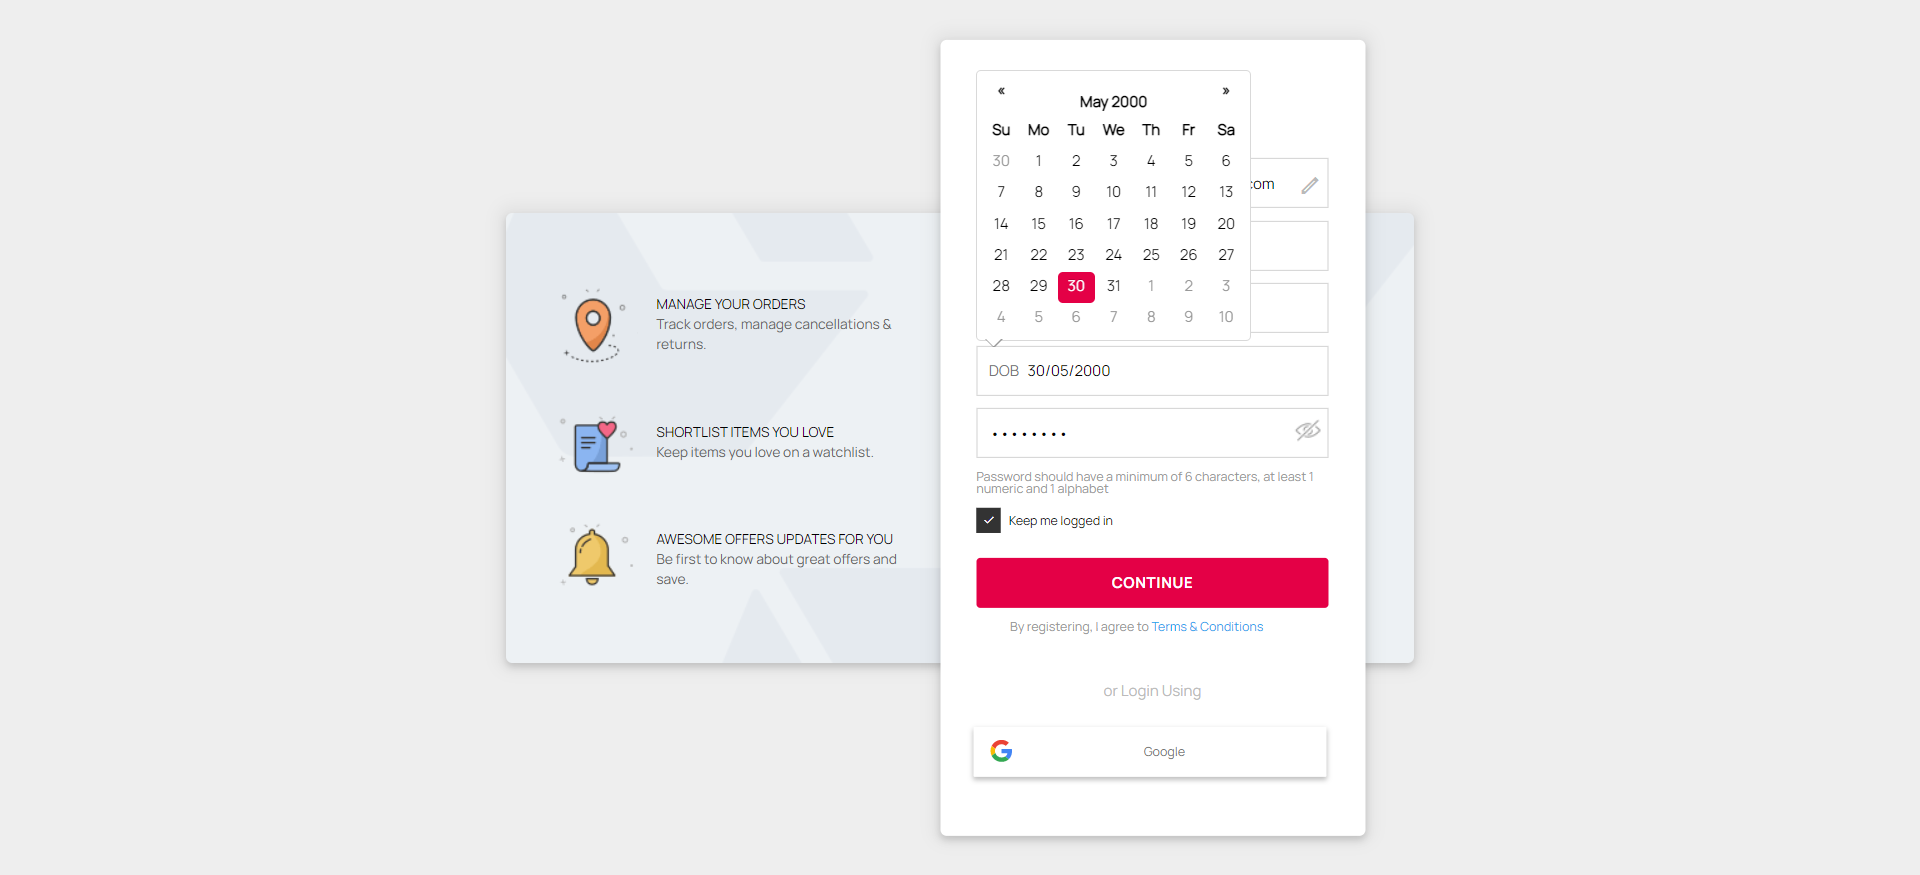 MANAGE YOUR ORDERS
Track orders, manage cancellations &
returns.
SHORTLIST ITEMS YOU LOVE
Keep items you love on a watchlist.
AWESOME OFFERS UPDATES FOR YOU
Be first to know about great offers and
save.
« »
May 2000
Su Mo Tu We Th Fr Sa
30 1 2 3 4 5 6
7 8 9 10 11 12 13
14 15 16 17 18 19 20
21 22 23 24 25 26 27
28 29 30 31 1 2 3
4 5 6 7 8 9 10
com
DOB 30/05/2000
••••••••
Password should have a minimum of 6 characters, at least 1
numeric and 1 alphabet
Keep me logged in
CONTINUE
By registering, I agree to Terms & Conditions
or Login Using
Google